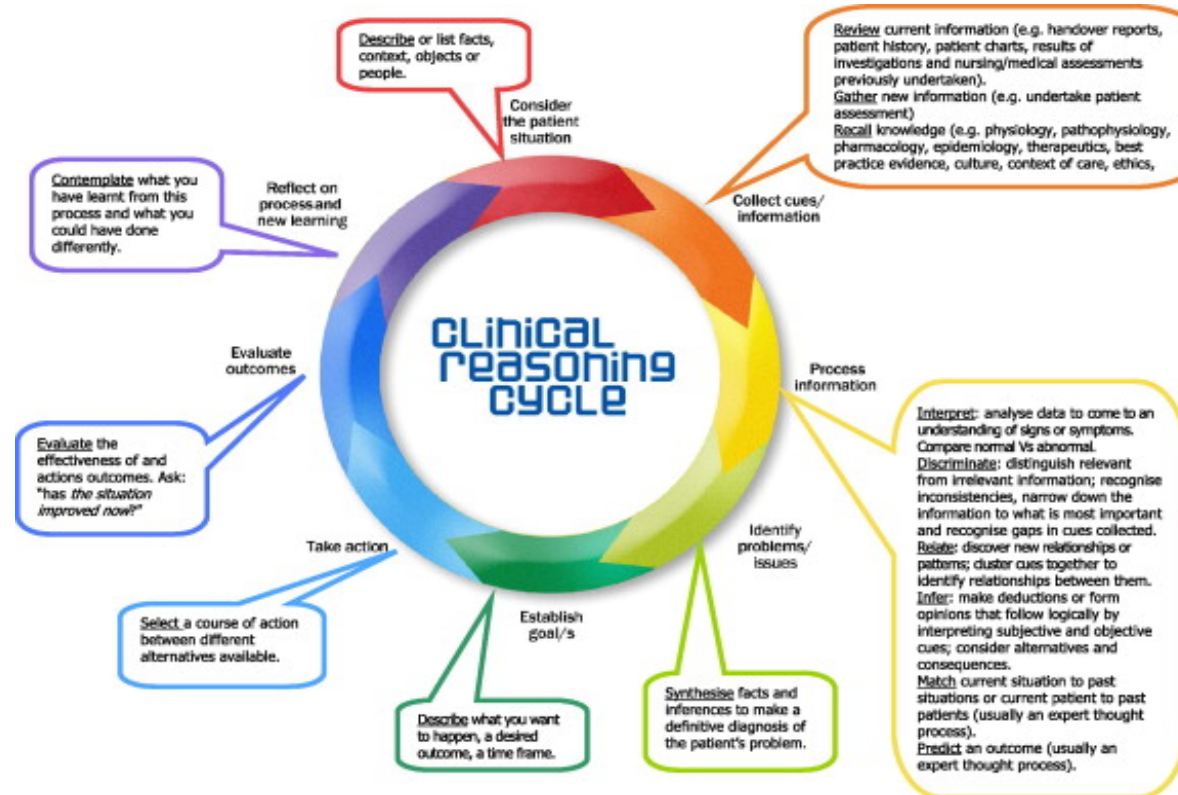 Describe or list facts,
context, objects or
people.
Consider
the patient
situation
Review current information (e.g. handover reports,
patient history, patient charts, results of
investigations and nursing/medical assessments
previously undertaken).
Gather new information (e.g. undertake patient
assessment)
Recall knowledge (e.g. physiology, pathophysiology,
pharmacology, epidemiology, therapeutics, best
practice evidence, culture, context of care, ethics,
Collect cues/
information
Process
information
Interpret: analyse data to come to an
understanding of signs or symptoms.
Compare normal Vs abnormal.
Discriminate: distinguish relevant
from irrelevant information; recognise
inconsistencies, narrow down the
information to what is most important
and recognise gaps in cues collected.
Relate: discover new relationships or
patterns; cluster cues together to
identify relationships between them.
Infer: make deductions or form
opinions that follow logically by
interpreting subjective and objective
cues; consider alternatives and
consequences.
Match current situation to past
situations or current patient to past
patients (usually an expert thought
process).
Predict an outcome (usually an
expert thought process).
Identify
problems/
issues
Synthesise facts and
inferences to make a
definitive diagnosis of
the patient's problem.
Establish
goal/s
Describe what you want
to happen, a desired
outcome, a time frame.
Take action
Select a course of action
between different
alternatives available.
Evaluate
outcomes
Evaluate the
effectiveness of and
actions outcomes. Ask:
"has the situation
improved now?"
Reflect on
process and
new learning
Contemplate what you
have learnt from this
process and what you
could have done
differently.
CLiniCaL
reasoning
CYCLe